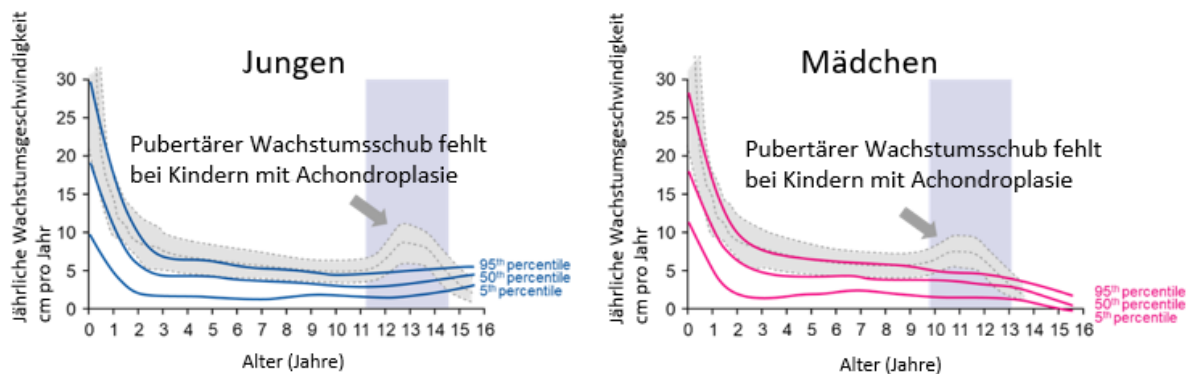 Jungen
Jährliche Wachstumsgeschwindigkeit
cm pro Jahr
30
25
20
15
10
5
0
Pubertärer Wachstumsschub fehlt
bei Kindern mit Achondroplasie
95th percentile
50th percentile
5th percentile
0 1 2 3 4 5 6 7 8 9 10 11 12 13 14 15 16
Alter (Jahre)
Mädchen
Jährliche Wachstumsgeschwindigkeit
cm pro Jahr
30
25
20
15
10
5
0
Pubertärer Wachstumsschub fehlt
bei Kindern mit Achondroplasie
95th percentile
50th percentile
5th percentile
0 1 2 3 4 5 6 7 8 9 10 11 12 13 14 15 16
Alter (Jahre)